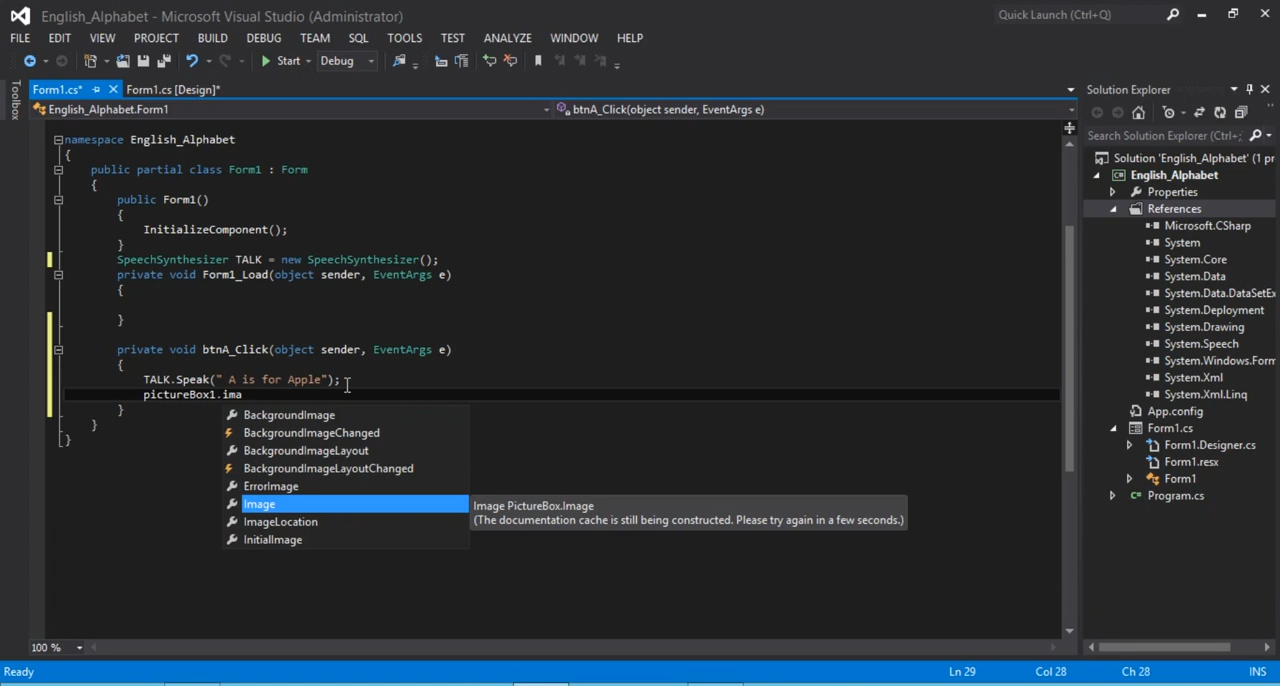 English_Alphabet - Microsoft Visual Studio (Administrator)
Quick Launch (Ctrl+Q)
FILE EDIT VIEW PROJECT BUILD DEBUG TEAM SQL TOOLS TEST ANALYZE WINDOW HELP
Start Debug
Toolbox
Form1.cs* Form1.cs [Design]*
English_Alphabet.Form1
btnA_Click(object sender, EventArgs e)
namespace English_Alphabet
{
public partial class Form1 : Form
{
public Form1()
{
InitializeComponent();
}
SpeechSynthesizer TALK = new SpeechSynthesizer();
private void Form1_Load(object sender, EventArgs e)
{
}
private void btnA_Click(object sender, EventArgs e)
{
TALK.Speak(" A is for Apple");
pictureBox1.ima
}
}
}
BackgroundImage
BackgroundImageChanged
BackgroundImageLayout
BackgroundImageLayoutChanged
ErrorImage
Image
ImageLocation
InitialImage
Image PictureBox.Image
(The documentation cache is still being constructed. Please try again in a few seconds.)
100 %
Solution Explorer
Search Solution Explorer (Ctrl+;
Solution 'English_Alphabet' (1 pr
English_Alphabet
Properties
References
Microsoft.CSharp
System
System.Core
System.Data
System.Data.DataSetEx
System.Deployment
System.Drawing
System.Speech
System.Windows.Form
System.Xml
System.Xml.Linq
App.config
Form1.cs
Form1.Designer.cs
Form1.resx
Form1
Program.cs
Ready
Ln 29 Col 28 Ch 28 INS